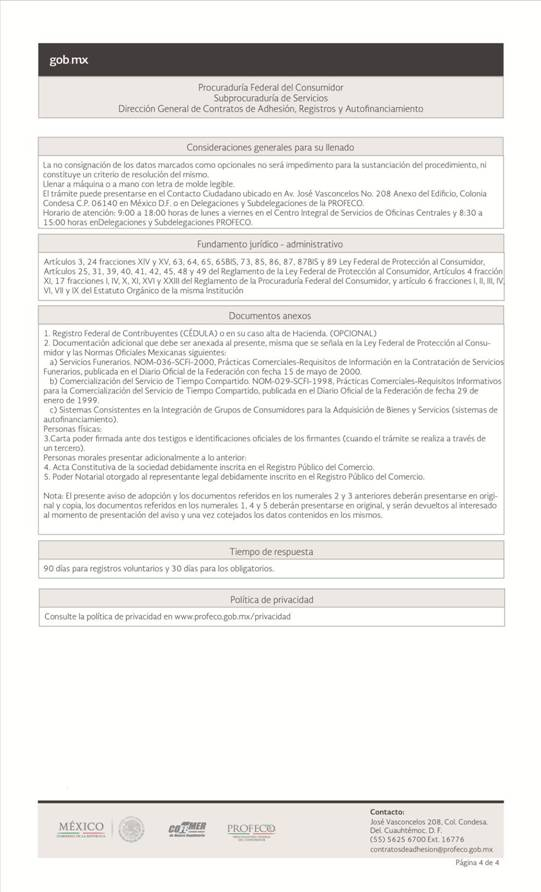 gob mx
Procuraduría Federal del Consumidor
Subprocuraduría de Servicios
Dirección General de Contratos de Adhesión, Registros y Autofinanciamiento
Consideraciones generales para su llenado
La no consignación de los datos marcados como opcionales no será impedimento para la sustanciación del procedimiento, ni
constituye un criterio de resolución del mismo.
Llenar a máquina o a mano con letra de molde legible.
El trámite puede presentarse en el Contacto Ciudadano ubicado en Av. José Vasconcelos No. 208 Anexo del Edificio, Colonia
Condesa C.P. 06140 en México D.F. o en Delegaciones y Subdelegaciones de la PROFECO.
Horario de atención: 9:00 a 18:00 horas de lunes a viernes en el Centro Integral de Servicios de Oficinas Centrales y 8:30 a
15:00 horas enDelegaciones y Subdelegaciones PROFECO.
Fundamento jurídico - administrativo
Artículos 3, 24 fracciones XIV y XV, 63, 64, 65, 65BIS, 73, 85, 86, 87, 87BIS y 89 Ley Federal de Protección al Consumidor,
Artículos 25, 31, 39, 40, 41, 42, 45, 48 y 49 del Reglamento de la Ley Federal de Protección al Consumidor, Artículos 4 fracción
XI, 17 fracciones I, IV, X, XI, XVI y XXIII del Reglamento de la Procuraduría Federal del Consumidor, y artículo 6 fracciones I, II, III, IV,
VI, VII y IX del Estatuto Orgánico de la misma Institución
Documentos anexos
1. Registro Federal de Contribuyentes (CÉDULA) o en su caso alta de Hacienda. (OPCIONAL)
2. Documentación adicional que debe ser anexada al presente, misma que se señala en la Ley Federal de Protección al Consu-
midor y las Normas Oficiales Mexicanas siguientes:
a) Servicios Funerarios. NOM-036-SCFI-2000, Prácticas Comerciales-Requisitos de Información en la Contratación de Servicios
Funerarios, publicada en el Diario Oficial de la Federación con fecha 15 de mayo de 2000.
b) Comercialización del Servicio de Tiempo Compartido. NOM-029-SCFI-1998, Prácticas Comerciales-Requisitos Informativos
para la Comercialización del Servicio de Tiempo Compartido, publicada en el Diario Oficial de la Federación de fecha 29 de
enero de 1999.
c) Sistemas Consistentes en la Integración de Grupos de Consumidores para la Adquisición de Bienes y Servicios (sistemas de
autofinanciamiento).
Personas físicas:
3.Carta poder firmada ante dos testigos e identificaciones oficiales de los firmantes (cuando el trámite se realiza a través de
un tercero).
Personas morales presentar adicionalmente a lo anterior:
4. Acta Constitutiva de la sociedad debidamente inscrita en el Registro Público del Comercio.
5. Poder Notarial otorgado al representante legal debidamente inscrito en el Registro Público del Comercio.
Nota: El presente aviso de adopción y los documentos referidos en los numerales 2 y 3 anteriores deberán presentarse en origi-
nal y copia, los documentos referidos en los numerales 1, 4 y 5 deberán presentarse en original, y serán devueltos al interesado
al momento de presentación del aviso y una vez cotejados los datos contenidos en los mismos.
Tiempo de respuesta
90 días para registros voluntarios y 30 días para los obligatorios.
Política de privacidad
Consulte la política de privacidad en www.profeco.gob.mx/privacidad
MÉXICO
GOBIERNO DE LA REPÚBLICA
COFEMER
PROFECO
Contacto:
José Vasconcelos 208, Col. Condesa.
Del. Cuauhtémoc. D. F.
(55) 5625 6700 Ext. 16776
contratosdeadhesion@profeco.gob.mx
Página 4 de 4